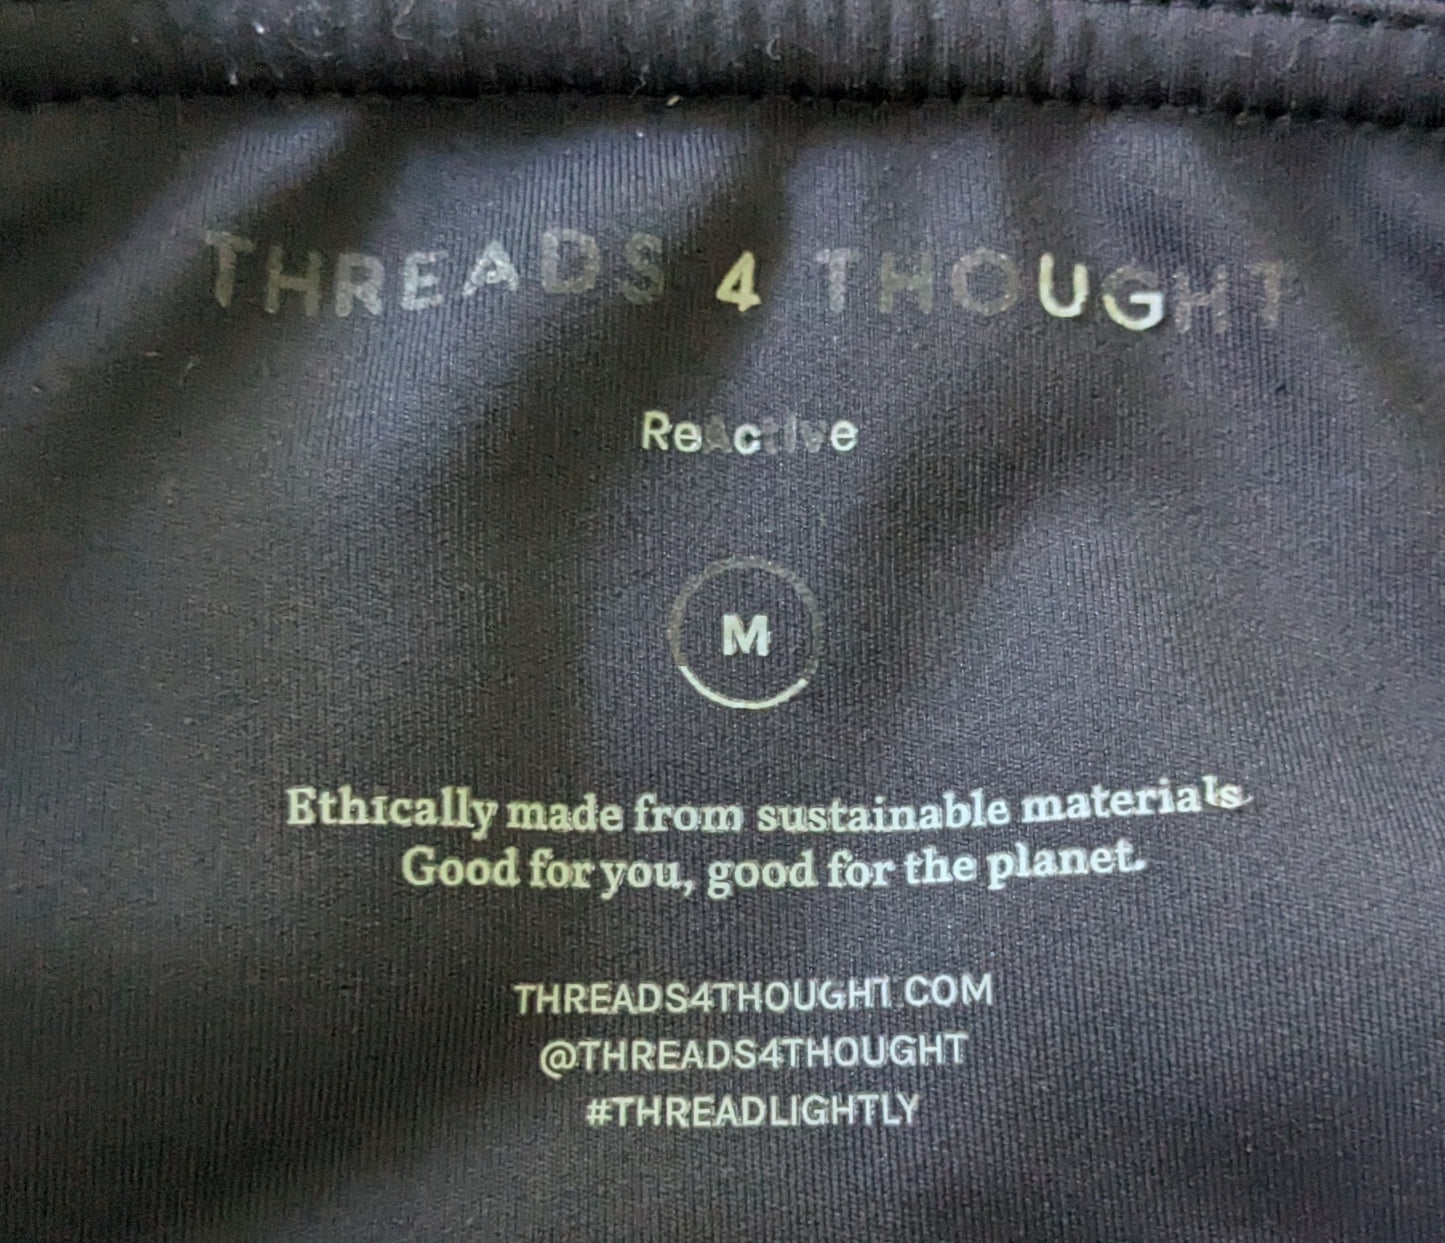 THREADS 4 THOUGHT
ReActive
M
Ethically made from sustainable materials.
Good for you, good for the planet.
THREADS4THOUGHT.COM
@THREADS4THOUGHT
#THREADLIGHTLY